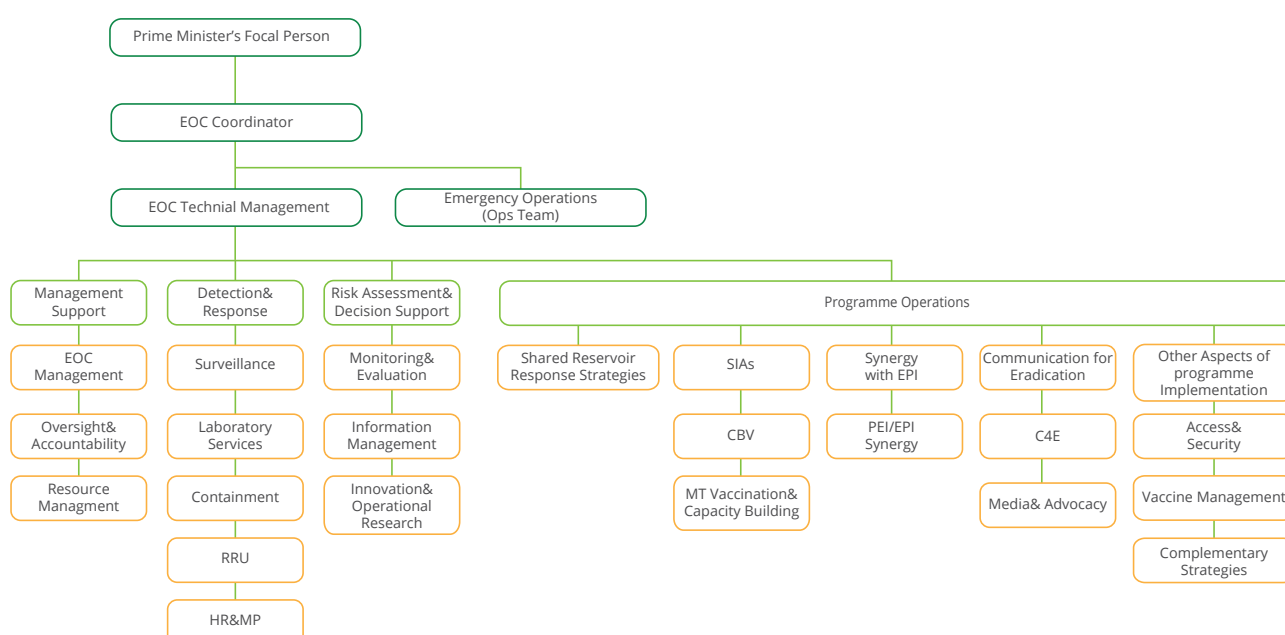 Prime Minister's Focal Person
EOC Coordinator
EOC Technial Management
Emergency Operations
(Ops Team)
Management
Support
Detection&
Response
Risk Assessment&
Decision Support
Programme Operations
EOC
Management
Oversight&
Accountability
Resource
Managment
Surveillance
Laboratory
Services
Containment
RRU
HR&MP
Monitoring&
Evaluation
Information
Management
Innovation&
Operational
Research
Shared Reservoir
Response Strategies
SIAs
CBV
MT Vaccination&
Capacity Building
Synergy
with EPI
PEI/EPI
Synergy
Communication for
Eradication
C4E
Media& Advocacy
Other Aspects of
programme
Implementation
Access&
Security
Vaccine Management
Complementary
Strategies